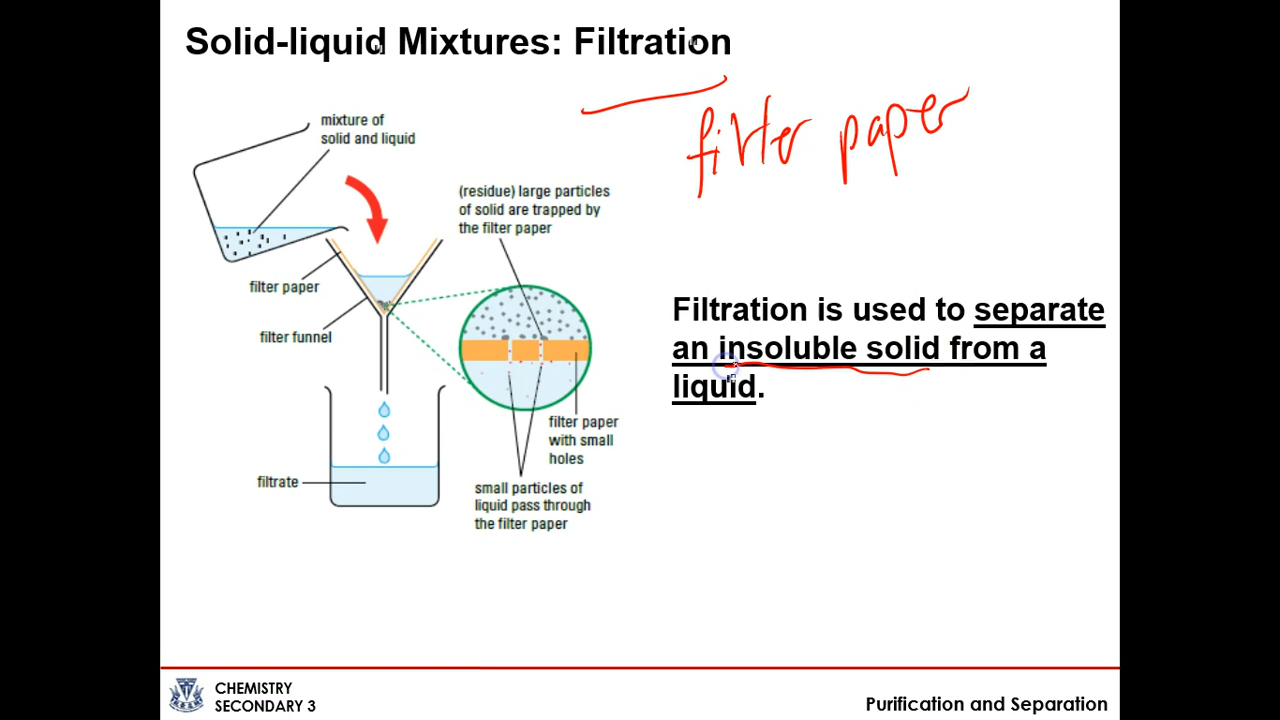 Solid-liquid Mixtures: Filtration
filter paper
mixture of
solid and liquid
(residue) large particles
of solid are trapped by
the filter paper
filter paper
filter funnel
Filtration is used to separate
an insoluble solid from a
liquid.
filter paper
with small
holes
filtrate
small particles of
liquid pass through
the filter paper
CHEMISTRY
SECONDARY 3
Purification and Separation